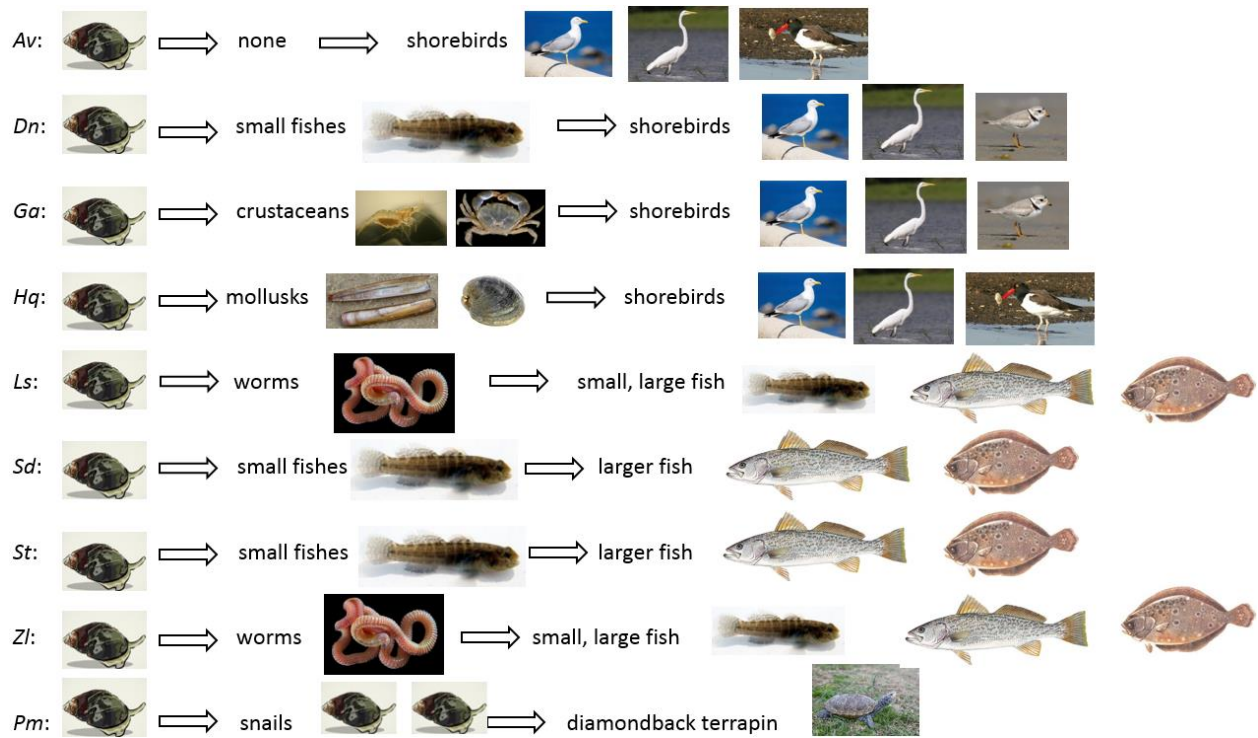 Av: none shorebirds
Dn: small fishes shorebirds
Ga: crustaceans shorebirds
Hq: mollusks shorebirds
Ls: worms small, large fish
Sd: small fishes larger fish
St: small fishes larger fish
Zl: worms small, large fish
Pm: snails diamondback terrapin